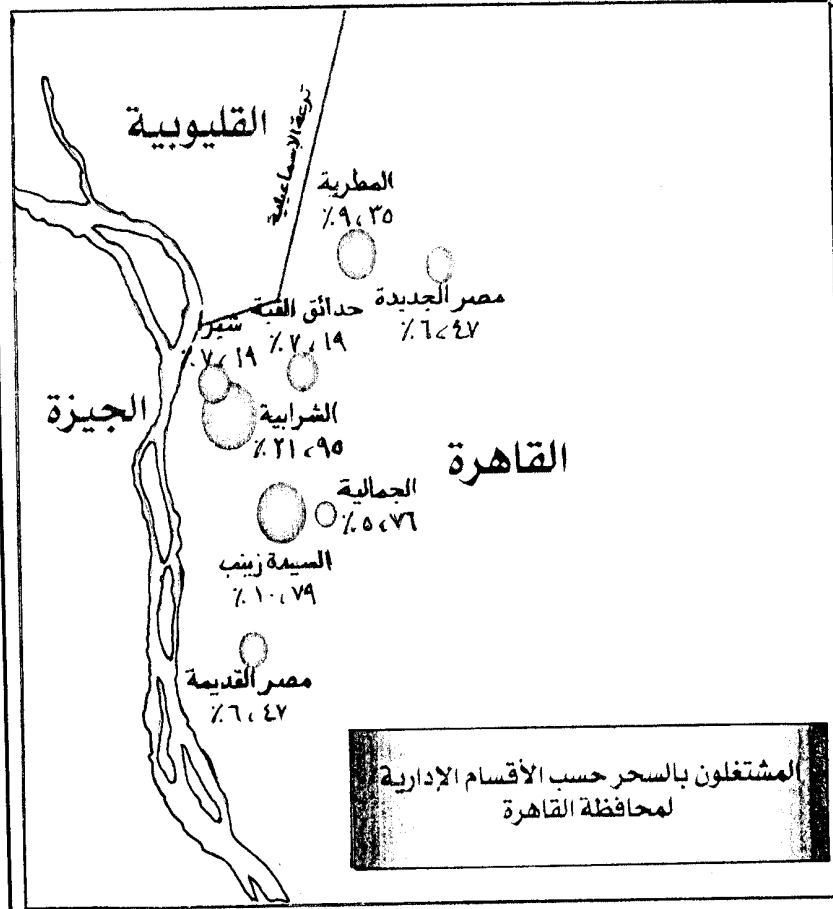 القليوبية
ترعة الإسماعيلية
المطرية
٪٩،٣٥
مصر الجديدة
٪٦،٤٧
حدائق القبة
٪٧،١٩
شبرا
٪٧،١٩
الجيزة
الشرابية
٪٢١،٩٥
القاهرة
الجمالية
٪٥،٧٦
السيدة زينب
٪١٠،٧٩
مصر القديمة
٪٦،٤٧
المشتغلون بالسحر حسب الأقسام الإدارية
لمحافظة القاهرة